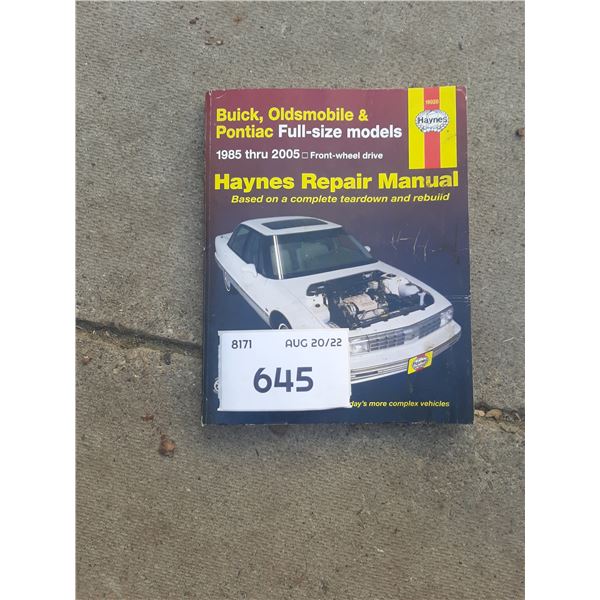 Buick, Oldsmobile &
Pontiac Full-size models
1985 thru 2005 □ Front-wheel drive
Haynes Repair Manual
Based on a complete teardown and rebuild
Haynes
8171 AUG 20/22
645
day's more complex vehicles